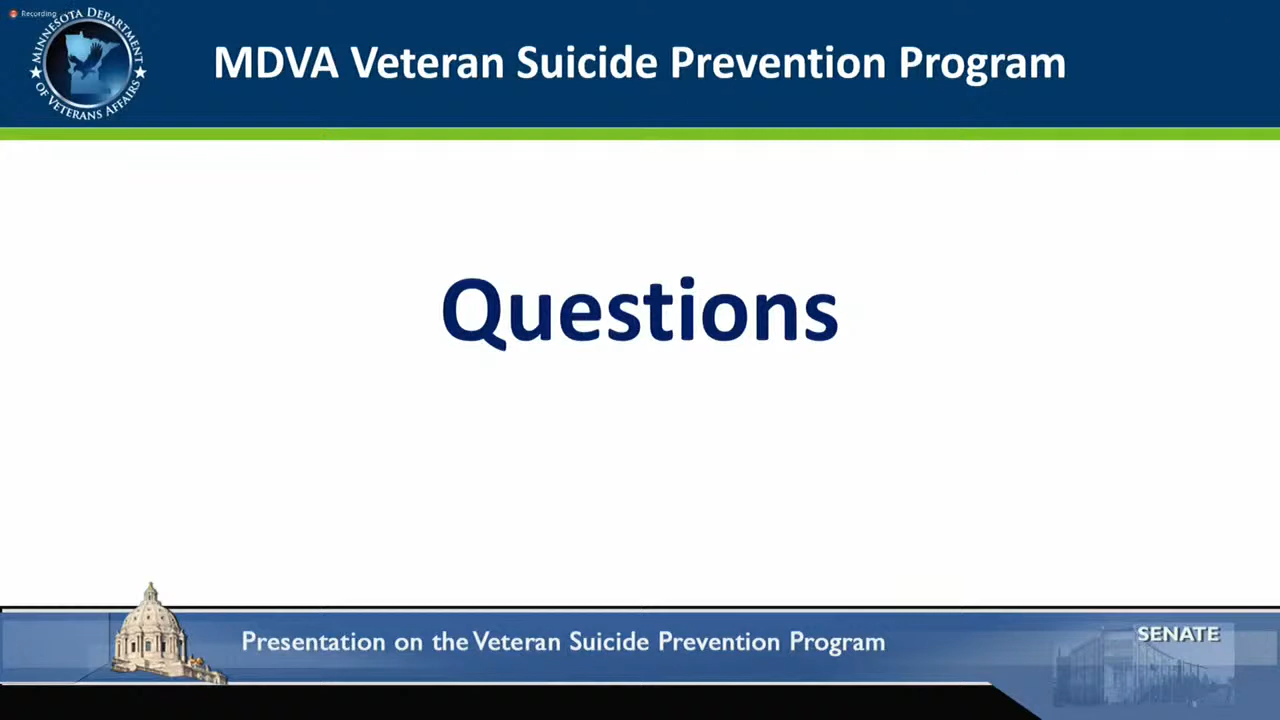 Recording
MINNESOTA DEPARTMENT
OF VETERANS AFFAIRS
MDVA Veteran Suicide Prevention Program
Questions
Presentation on the Veteran Suicide Prevention Program
SENATE